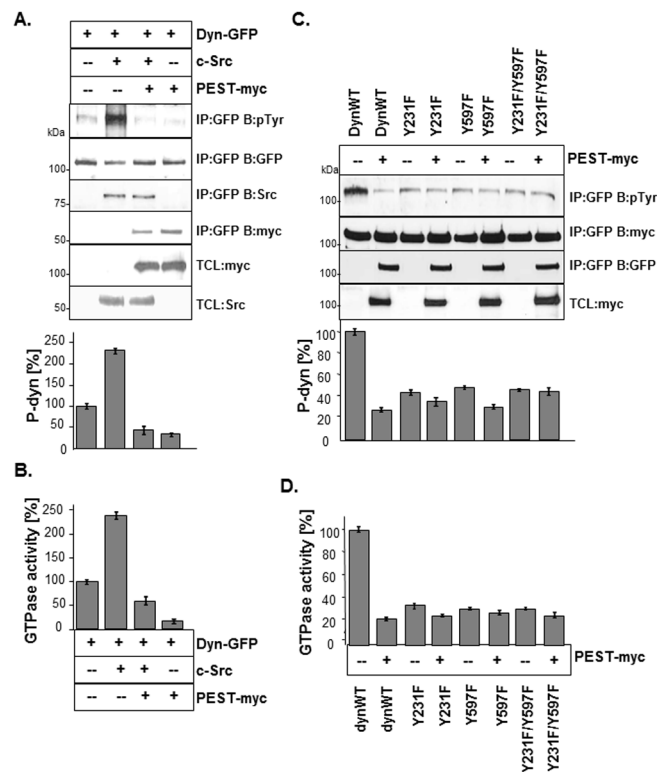 A.
+ + + + Dyn-GFP
-- + + -- c-Src
-- -- + + PEST-myc
kDa
IP:GFP B:pTyr
100 IP:GFP B:GFP
75 IP:GFP B:Src
50 IP:GFP B:myc
100 TCL:myc
50 TCL:Src
P-dyn [%]
250
200
150
100
50
0
B.
GTPase activity [%]
250
200
150
100
50
0
+ + + + Dyn-GFP
-- + + -- c-Src
-- -- + + PEST-myc
C.
DynWT
DynWT
Y231F
Y231F
Y597F
Y597F
Y231F/Y597F
Y231F/Y597F
-- + -- + -- + -- + PEST-myc
kDa
100 IP:GFP B:pTyr
100 IP:GFP B:myc
IP:GFP B:GFP
100 TCL:myc
P-dyn [%]
100
80
60
40
20
0
D.
GTPase activity [%]
100
80
60
40
20
0
-- + -- + -- + -- + PEST-myc
dynWT
dynWT
Y231F
Y231F
Y597F
Y597F
Y231F/Y597F
Y231F/Y597F